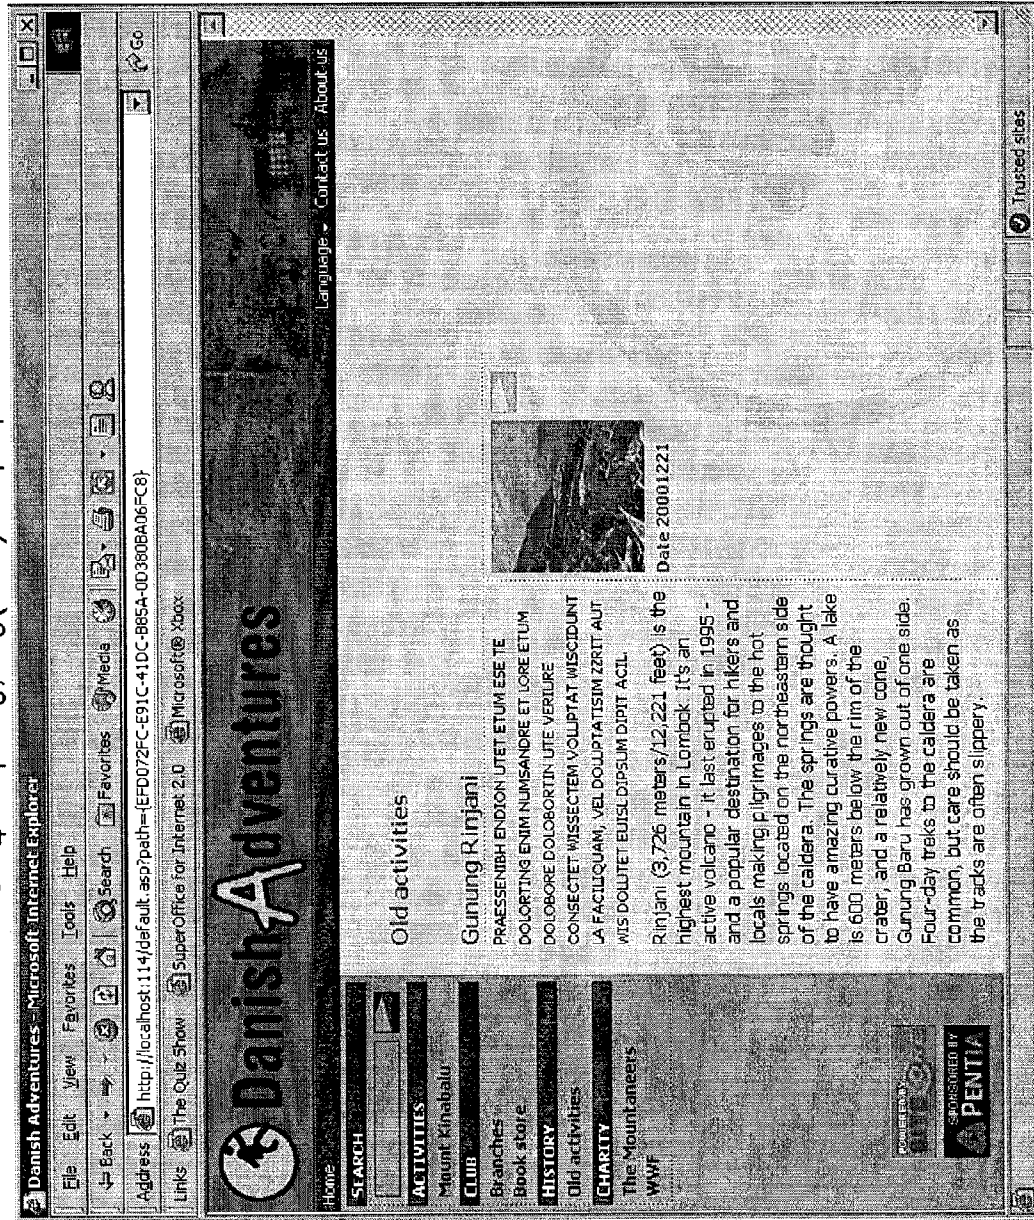 Danish Adventures - Microsoft Internet Explorer
File Edit View Favorites Tools Help
Back Search Favorites Media
Address http://localhost:114/default.asp?path={EFD072FC-E91C-41DC-B85A-0D380BA06FC8} Go
Links The Quiz Show SuperOffice for Internet 2.0 Microsoft® Xbox
Danish Adventures
Home Language Contact us About us
SEARCH
ACTIVITIES
Mount Kinabalu
CLUB
Branches
Book store
HISTORY
Old activities
CHARITY
The Mountaneers
WWF
POWERED BY
SPONSORED BY
PENTIA
Old activities
Gunung Rinjani
PRAESSENIBH ENDION UTET ETUM ESE TE
DOLORTING ENIM NUMSANDRE ET LORE ETUM
DOLOBORE DOLOBORTIN UTE VERILIURE
CONSECTET WISSECTEM VOLUPTAT WISCIDUNT
LA FACILIQUAM, VEL DOLUPTATISIM WZRIT AUT
WIS DOLUTET EUISL DIPSUM DIPIT ACIL.
Rinjani (3,726 meters/12,221 feet) is the
highest mountain in Lombock. It's an
active volcano - it last erupted in 1995 -
and a popular destination for hikers and
locals making pilgrimages to the hot
springs located on the northeastern side
of the caldera. The springs are thought
to have amazing curative powers. A lake
is 600 meters below the rim of the
crater, and a relatively new cone,
Gunung Baru has grown out of one side.
Four-day treks to the caldera are
common, but care should be taken as
the tracks are often slippery.
Date 20001221
Trusted sites